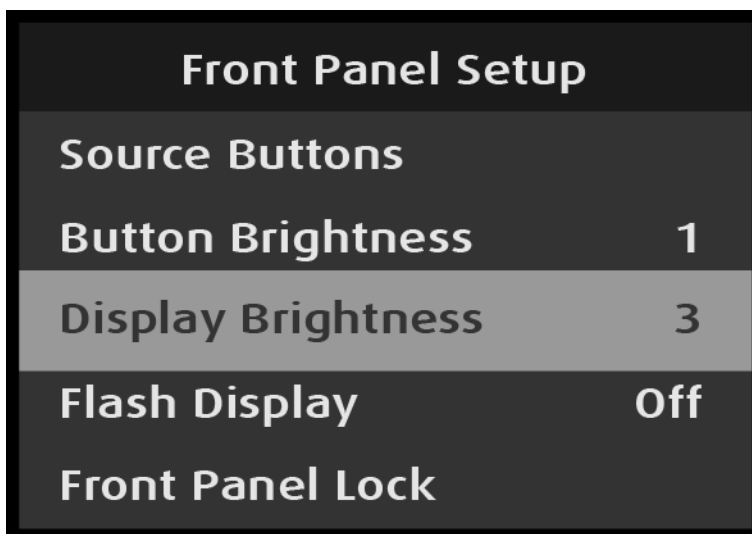 Front Panel Setup
Source Buttons
Button Brightness 1
Display Brightness 3
Flash Display Off
Front Panel Lock